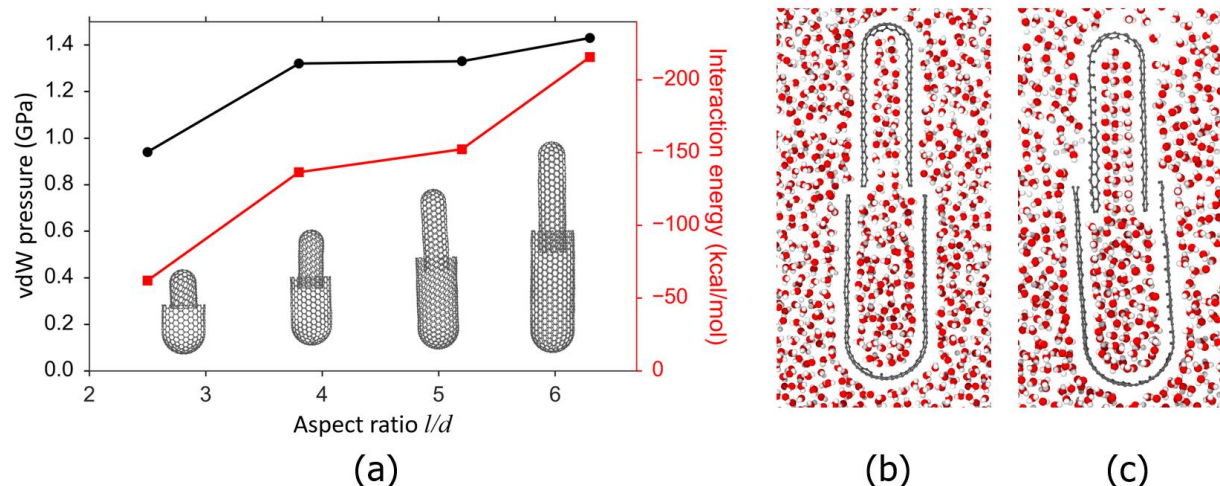 1.4
1.2
1.0
0.8
0.6
0.4
0.2
0.0
vdW pressure (GPa)
2 3 4 5 6
Aspect ratio l/d
−200
−150
−100
−50
0
Interaction energy (kcal/mol)
(a)
(b)
(c)